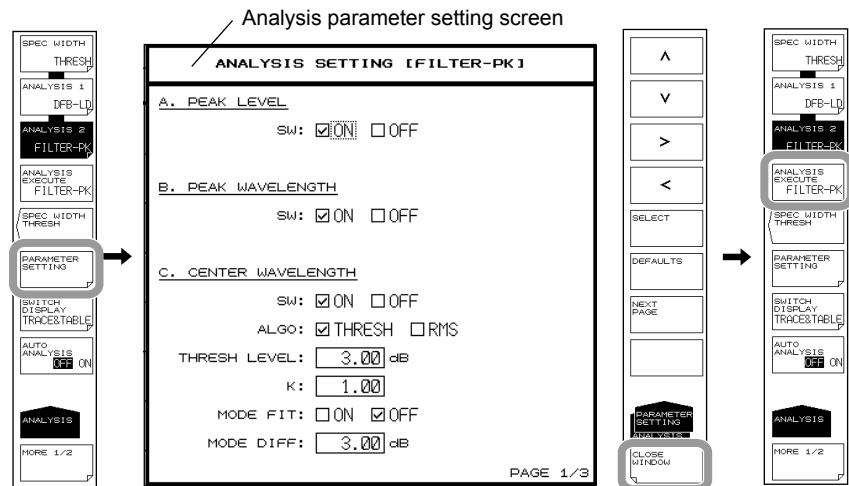 Analysis parameter setting screen
SPEC WIDTH
THRESH
ANALYSIS 1
DFB-LD
ANALYSIS 2
FILTER-PK
ANALYSIS
EXECUTE
FILTER-PK
SPEC WIDTH
THRESH
PARAMETER
SETTING
SWITCH
DISPLAY
TRACE&TABLE
AUTO
ANALYSIS
OFF ON
ANALYSIS
MORE 1/2
ANALYSIS SETTING [FILTER-PK]
A. PEAK LEVEL
SW: ☑ON ☐OFF
B. PEAK WAVELENGTH
SW: ☑ON ☐OFF
C. CENTER WAVELENGTH
SW: ☑ON ☐OFF
ALGO: ☑THRESH ☐RMS
THRESH LEVEL: 3.00 dB
K: 1.00
MODE FIT: ☐ON ☑OFF
MODE DIFF: 3.00 dB
PAGE 1/3
SELECT
DEFAULTS
NEXT
PAGE
PARAMETER
SETTING
ANALYSIS
CLOSE
WINDOW
SPEC WIDTH
THRESH
ANALYSIS 1
DFB-LD
ANALYSIS 2
FILTER-PK
ANALYSIS
EXECUTE
FILTER-PK
SPEC WIDTH
THRESH
PARAMETER
SETTING
SWITCH
DISPLAY
TRACE&TABLE
AUTO
ANALYSIS
OFF ON
ANALYSIS
MORE 1/2